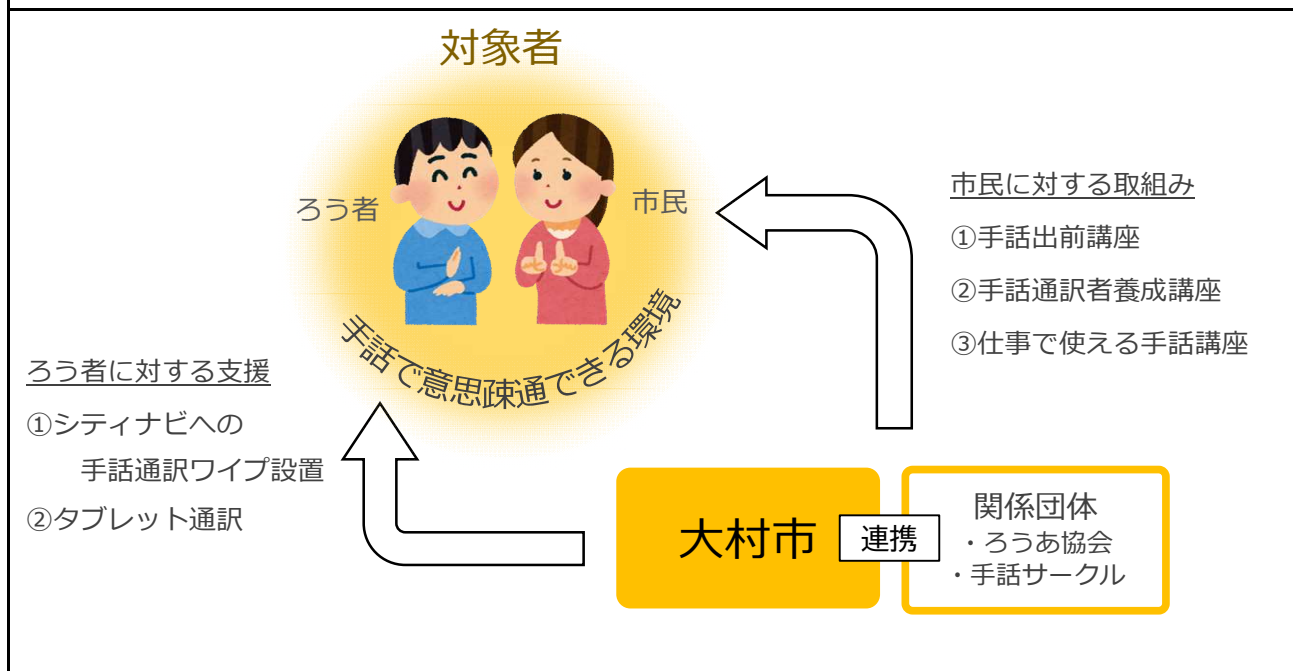 対象者
ろう者
市民
手話で意思疎通できる環境
市民に対する取組み
①手話出前講座
②手話通訳者養成講座
③仕事で使える手話講座
ろう者に対する支援
①シティナビへの
手話通訳ワイプ設置
②タブレット通訳
大村市
連携
関係団体
・ろうあ協会
・手話サークル